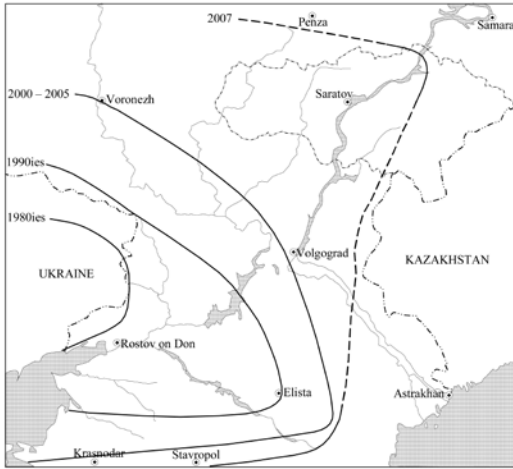 2007
Penza
Samara
2000 – 2005
Voronezh
Saratov
1990ies
1980ies
Volgograd
UKRAINE
KAZAKHSTAN
Rostov on Don
Elista
Astrakhan
Krasnodar
Stavropol